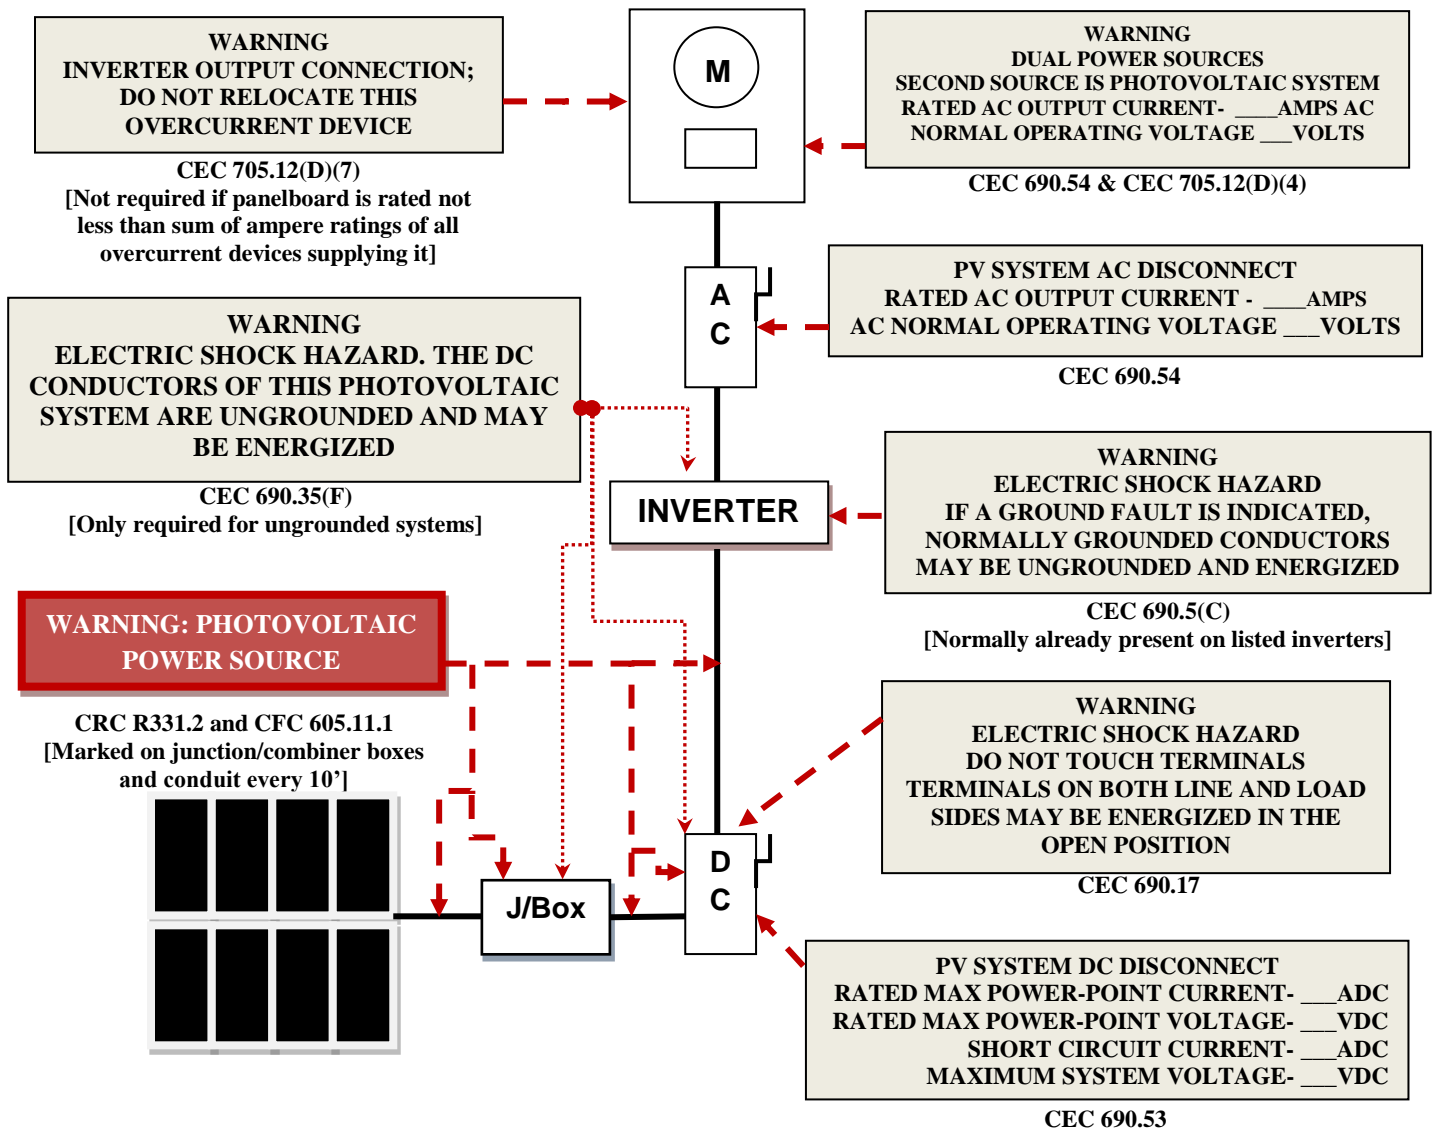 WARNING
INVERTER OUTPUT CONNECTION;
DO NOT RELOCATE THIS
OVERCURRENT DEVICE
CEC 705.12(D)(7)
[Not required if panelboard is rated not
less than sum of ampere ratings of all
overcurrent devices supplying it]
M
WARNING
DUAL POWER SOURCES
SECOND SOURCE IS PHOTOVOLTAIC SYSTEM
RATED AC OUTPUT CURRENT- ____AMPS AC
NORMAL OPERATING VOLTAGE ___VOLTS
CEC 690.54 & CEC 705.12(D)(4)
A
C
PV SYSTEM AC DISCONNECT
RATED AC OUTPUT CURRENT - ____AMPS
AC NORMAL OPERATING VOLTAGE ___VOLTS
CEC 690.54
WARNING
ELECTRIC SHOCK HAZARD. THE DC
CONDUCTORS OF THIS PHOTOVOLTAIC
SYSTEM ARE UNGROUNDED AND MAY
BE ENERGIZED
CEC 690.35(F)
[Only required for ungrounded systems]
INVERTER
WARNING
ELECTRIC SHOCK HAZARD
IF A GROUND FAULT IS INDICATED,
NORMALLY GROUNDED CONDUCTORS
MAY BE UNGROUNDED AND ENERGIZED
CEC 690.5(C)
[Normally already present on listed inverters]
WARNING: PHOTOVOLTAIC
POWER SOURCE
CRC R331.2 and CFC 605.11.1
[Marked on junction/combiner boxes
and conduit every 10’]
WARNING
ELECTRIC SHOCK HAZARD
DO NOT TOUCH TERMINALS
TERMINALS ON BOTH LINE AND LOAD
SIDES MAY BE ENERGIZED IN THE
OPEN POSITION
CEC 690.17
J/Box
D
C
PV SYSTEM DC DISCONNECT
RATED MAX POWER-POINT CURRENT- ___ADC
RATED MAX POWER-POINT VOLTAGE- ___VDC
SHORT CIRCUIT CURRENT- ___ADC
MAXIMUM SYSTEM VOLTAGE- ___VDC
CEC 690.53